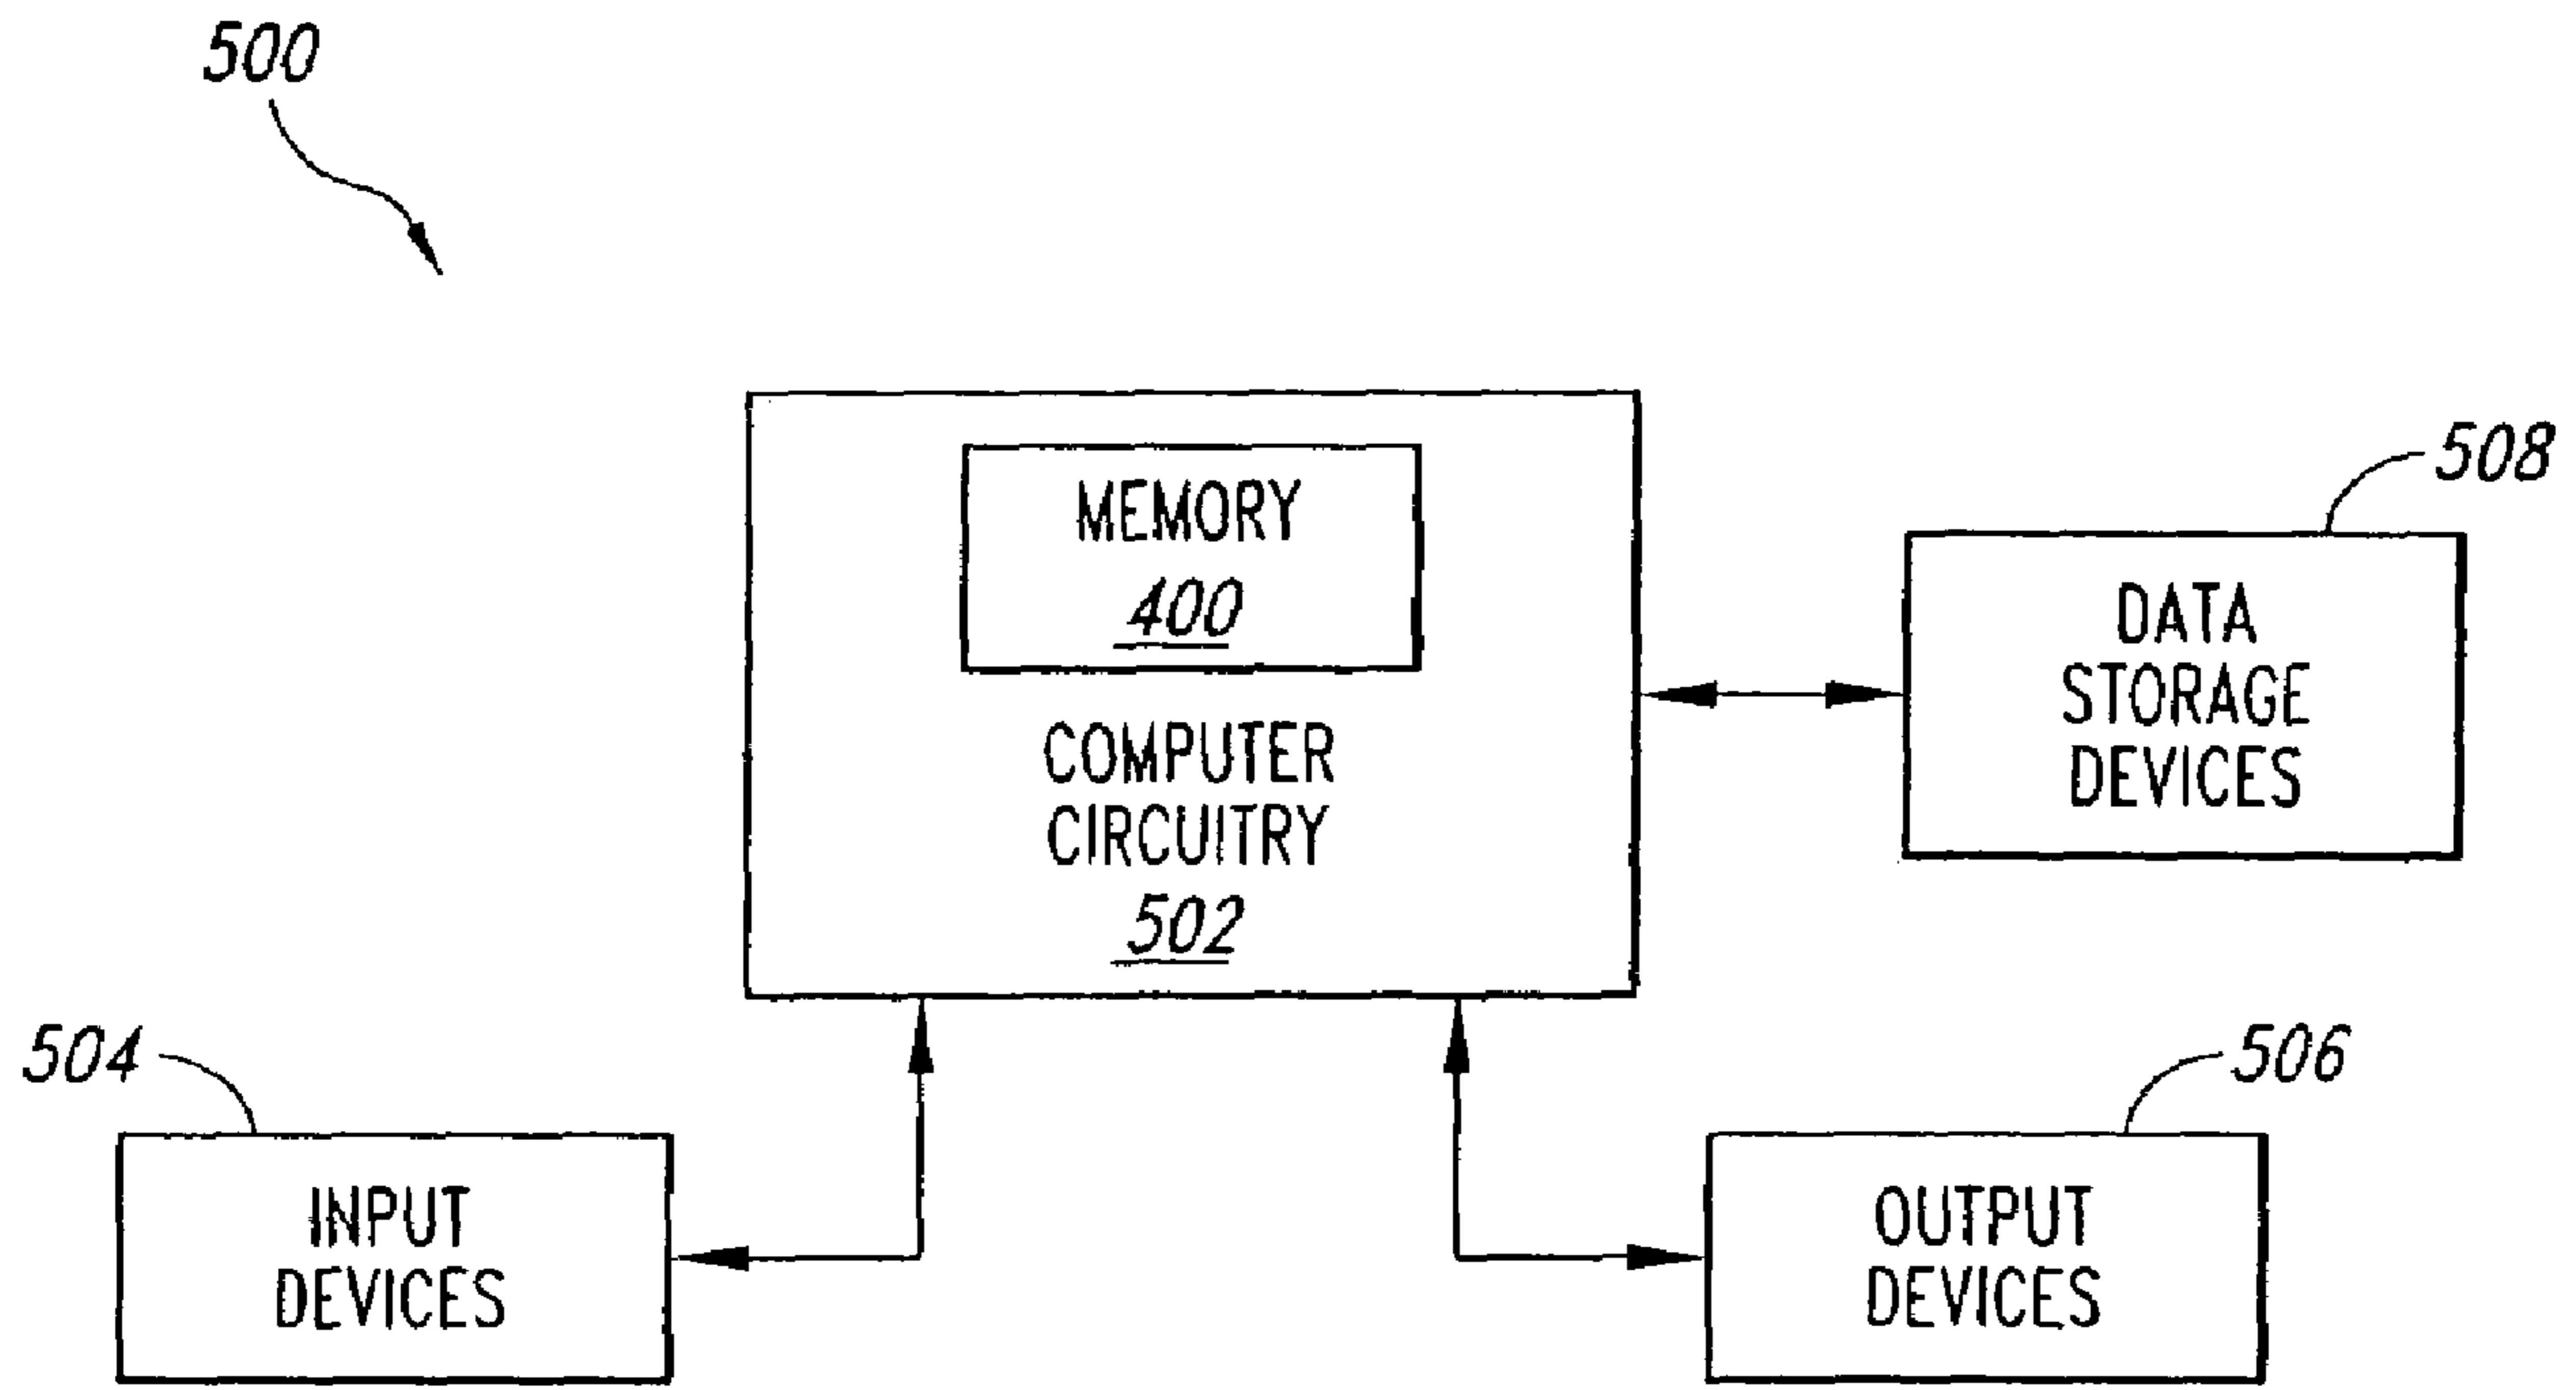 500
MEMORY
400
COMPUTER
CIRCUITRY
502
508
DATA
STORAGE
DEVICES
504
INPUT
DEVICES
506
OUTPUT
DEVICES